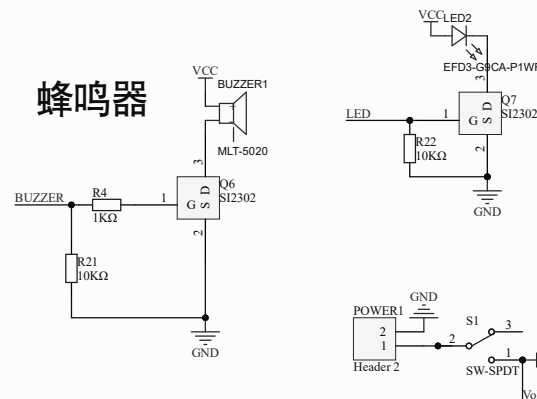 蜂鸣器
VCC
BUZZER1
MLT-5020
3
Q6
SI2302
BUZZER
R4
1KΩ
1
G
S
D
2
R21
10KΩ
GND
VCC
LED2
EFD3-G9CA-P1WF
3
Q7
SI2302
LED
1
G
S
D
R22
10KΩ
2
GND
POWER1
GND
2
1
Header 2
S1
2
3
1
SW-SPDT
Vo